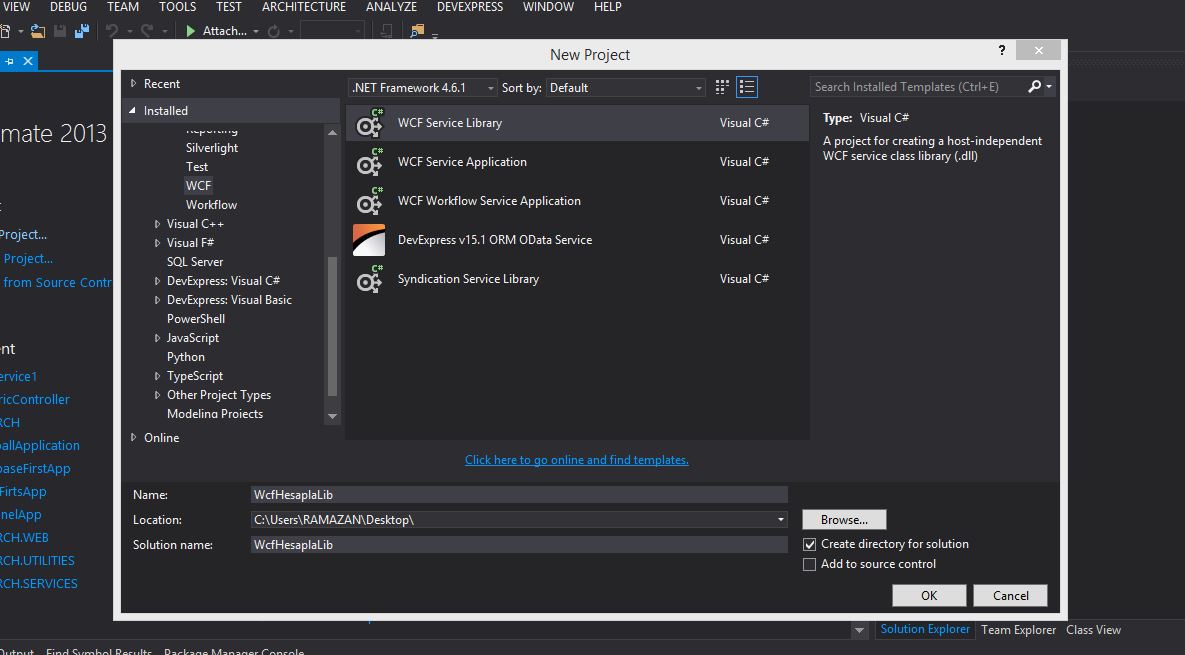 VIEW DEBUG TEAM TOOLS TEST ARCHITECTURE ANALYZE DEVEXPRESS WINDOW HELP
Attach...
New Project
?
mate 2013
Project...
Project...
from Source Contr
ent
ervice1
ricController
RCH
ballApplication
baseFirstApp
FirtsApp
nelApp
RCH.WEB
RCH.UTILITIES
RCH.SERVICES
Recent
Installed
Reporting
Silverlight
Test
WCF
Workflow
Visual C++
Visual F#
SQL Server
DevExpress: Visual C#
DevExpress: Visual Basic
PowerShell
JavaScript
Python
TypeScript
Other Project Types
Modeling Projects
Online
.NET Framework 4.6.1 Sort by: Default
Search Installed Templates (Ctrl+E)
C# WCF Service Library Visual C#
C# WCF Service Application Visual C#
C# WCF Workflow Service Application Visual C#
DevExpress v15.1 ORM OData Service Visual C#
C# Syndication Service Library Visual C#
Type: Visual C#
A project for creating a host-independent
WCF service class library (.dll)
Click here to go online and find templates.
Name: WcfHesaplaLib
Location: C:\Users\RAMAZAN\Desktop\ Browse...
Solution name: WcfHesaplaLib
Create directory for solution
Add to source control
OK Cancel
Solution Explorer Team Explorer Class View
Output Find Symbol Results Package Manager Console